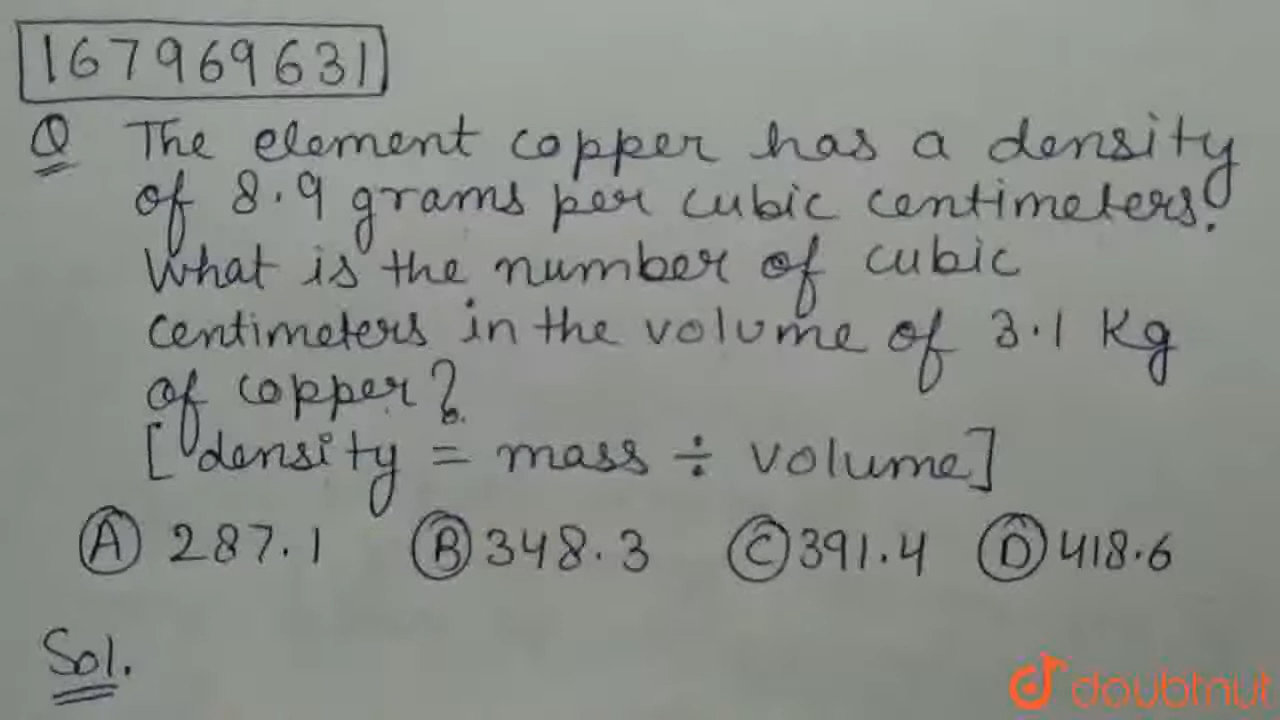 167969631
Q The element copper has a density
of 8.9 grams per cubic centimeters.
What is the number of cubic
centimeters in the volume of 3.1 Kg
of copper?
[density = mass ÷ volume]
A 287.1 B 348.3 C 391.4 D 418.6
Sol.
doubtnut